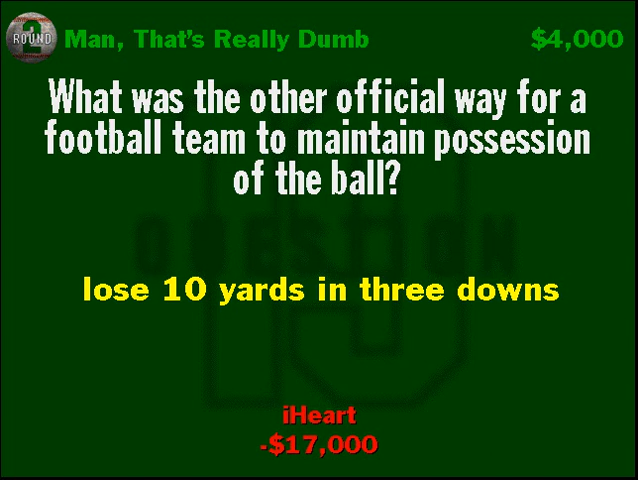 2
ROUND
Man, That's Really Dumb
$4,000
What was the other official way for a
football team to maintain possession
of the ball?
QUESTION
lose 10 yards in three downs
iHeart
-$17,000